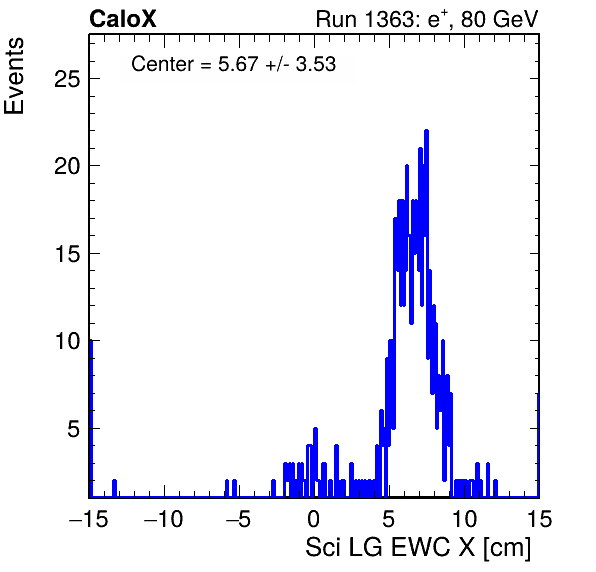 CaloX Run 1363: e⁺, 80 GeV
Center = 5.67 +/- 3.53
Events
25
20
15
10
5
−15 −10 −5 0 5 10 15
Sci LG EWC X [cm]